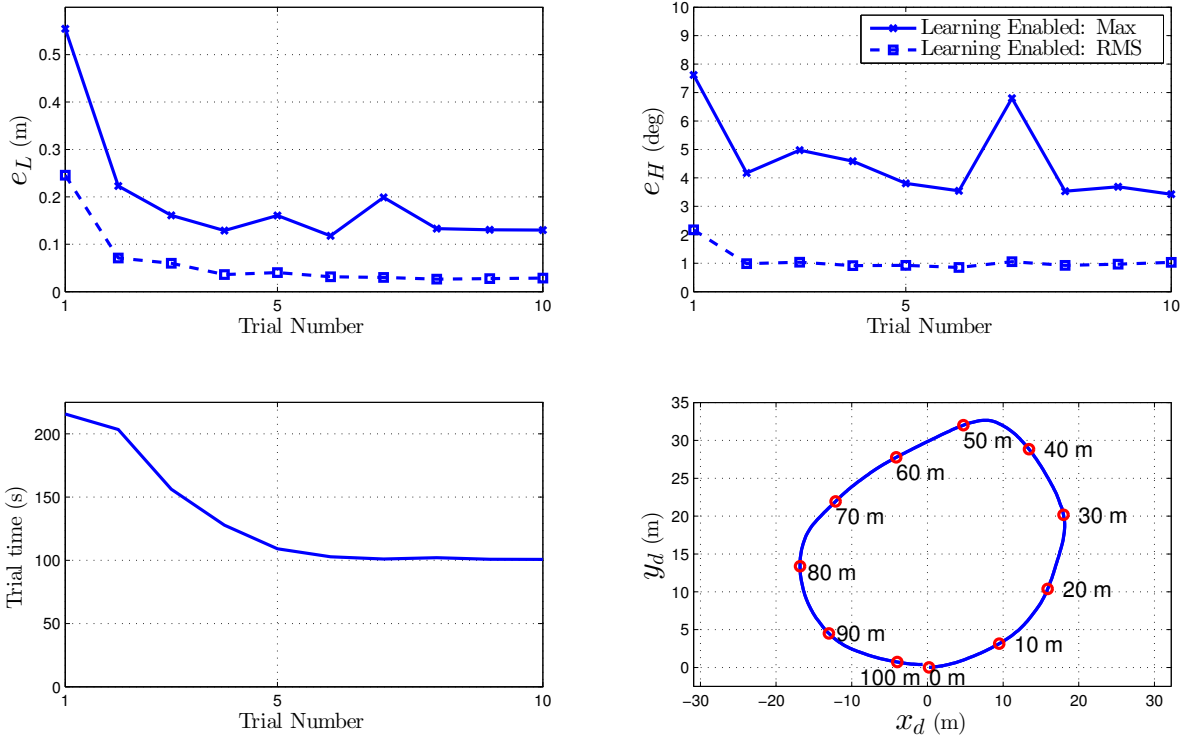 0.5
0.4
0.3
0.2
0.1
0
1
5
10
e_L (m)
Trial Number
Learning Enabled: Max
Learning Enabled: RMS
10
9
8
7
6
5
4
3
2
1
0
1
5
10
e_H (deg)
Trial Number
200
150
100
50
0
1
5
10
Trial time (s)
Trial Number
35
30
25
20
15
10
5
0
−30
−20
−10
0
10
20
30
y_d (m)
x_d (m)
50 m
40 m
60 m
70 m
30 m
80 m
20 m
90 m
10 m
100 m
0 m